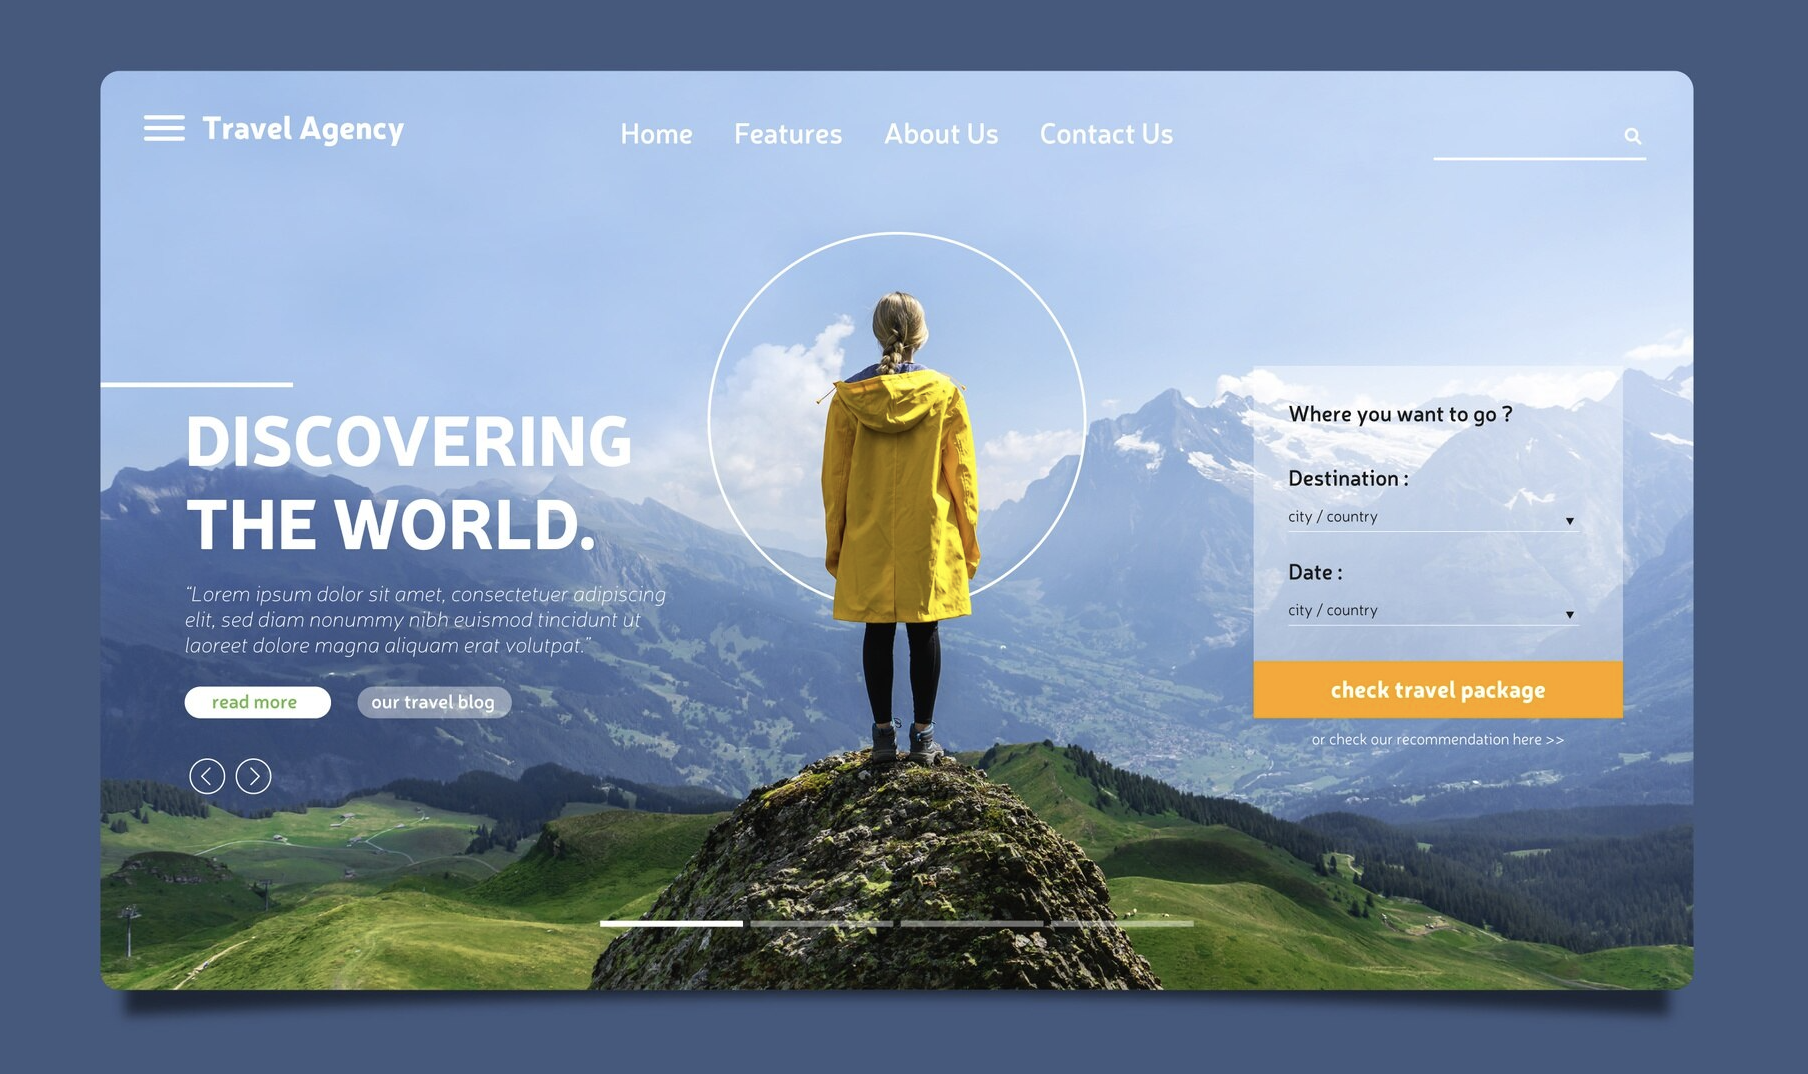 Travel Agency
Home Features About Us Contact Us
DISCOVERING
THE WORLD.
“Lorem ipsum dolor sit amet, consectetuer adipiscing
elit, sed diam nonummy nibh euismod tincidunt ut
laoreet dolore magna aliquam erat volutpat.”
read more our travel blog
Where you want to go ?
Destination :
city / country
Date :
city / country
check travel package
or check our recommendation here >>